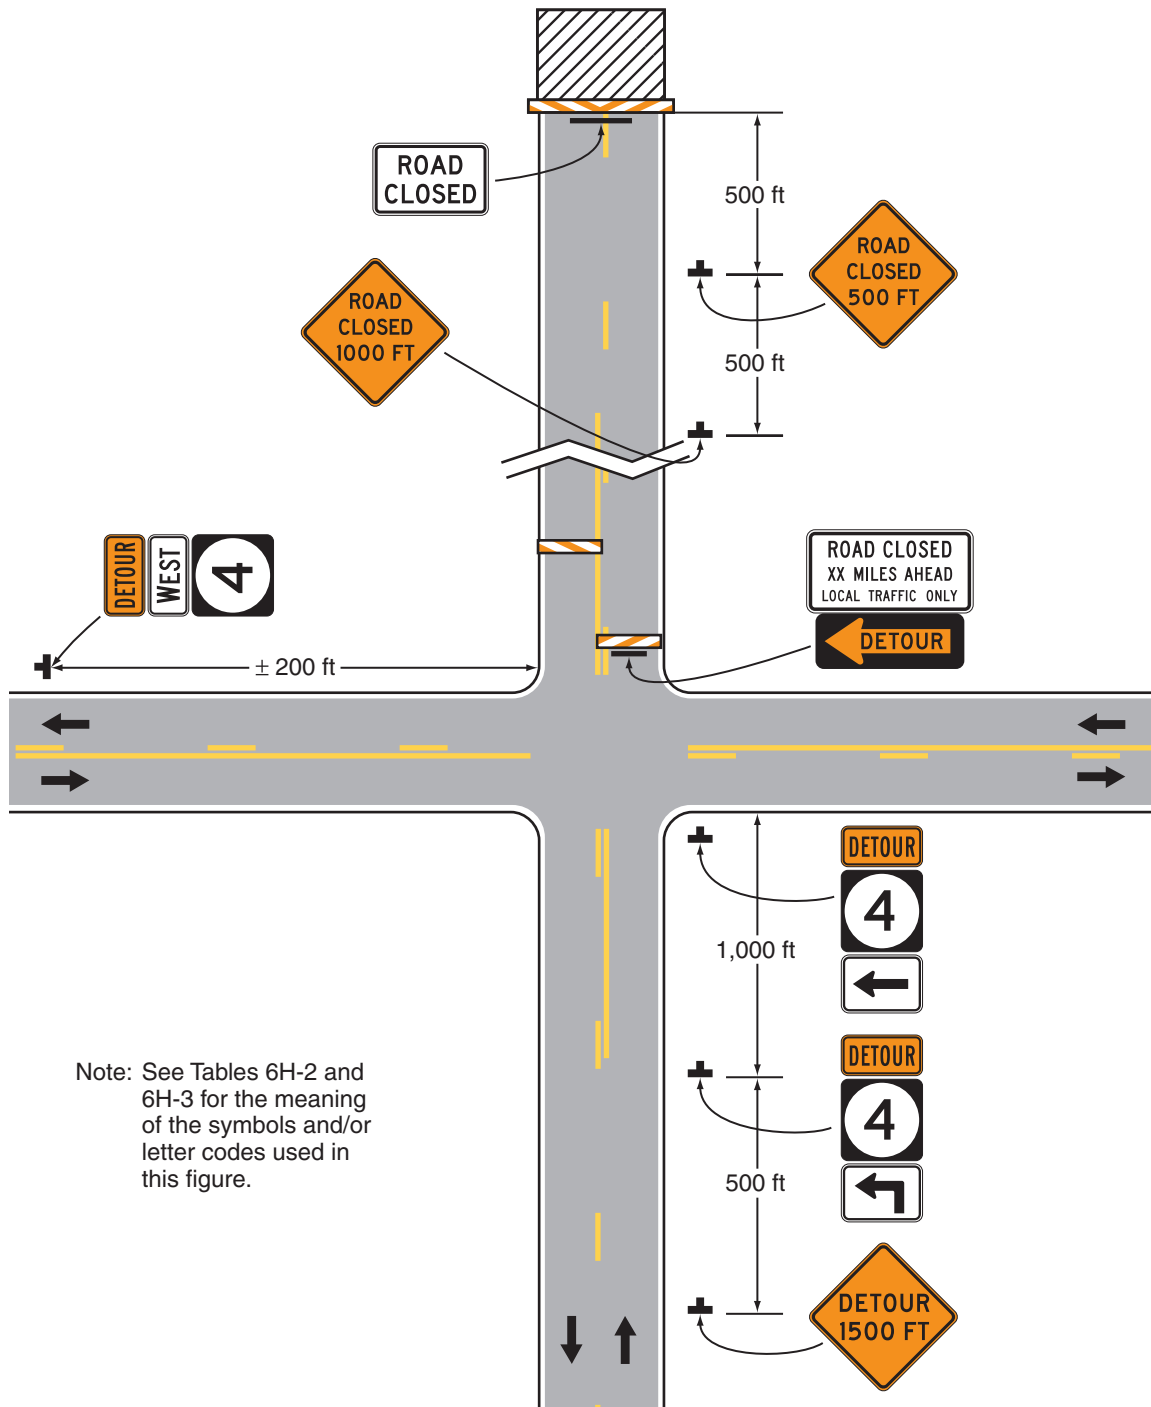 ROAD
CLOSED
500 ft
ROAD
CLOSED
500 FT
ROAD
CLOSED
1000 FT
500 ft
DETOUR
WEST
4
ROAD CLOSED
XX MILES AHEAD
LOCAL TRAFFIC ONLY
DETOUR
± 200 ft
DETOUR
4
1,000 ft
DETOUR
4
500 ft
Note: See Tables 6H-2 and
6H-3 for the meaning
of the symbols and/or
letter codes used in
this figure.
DETOUR
1500 FT